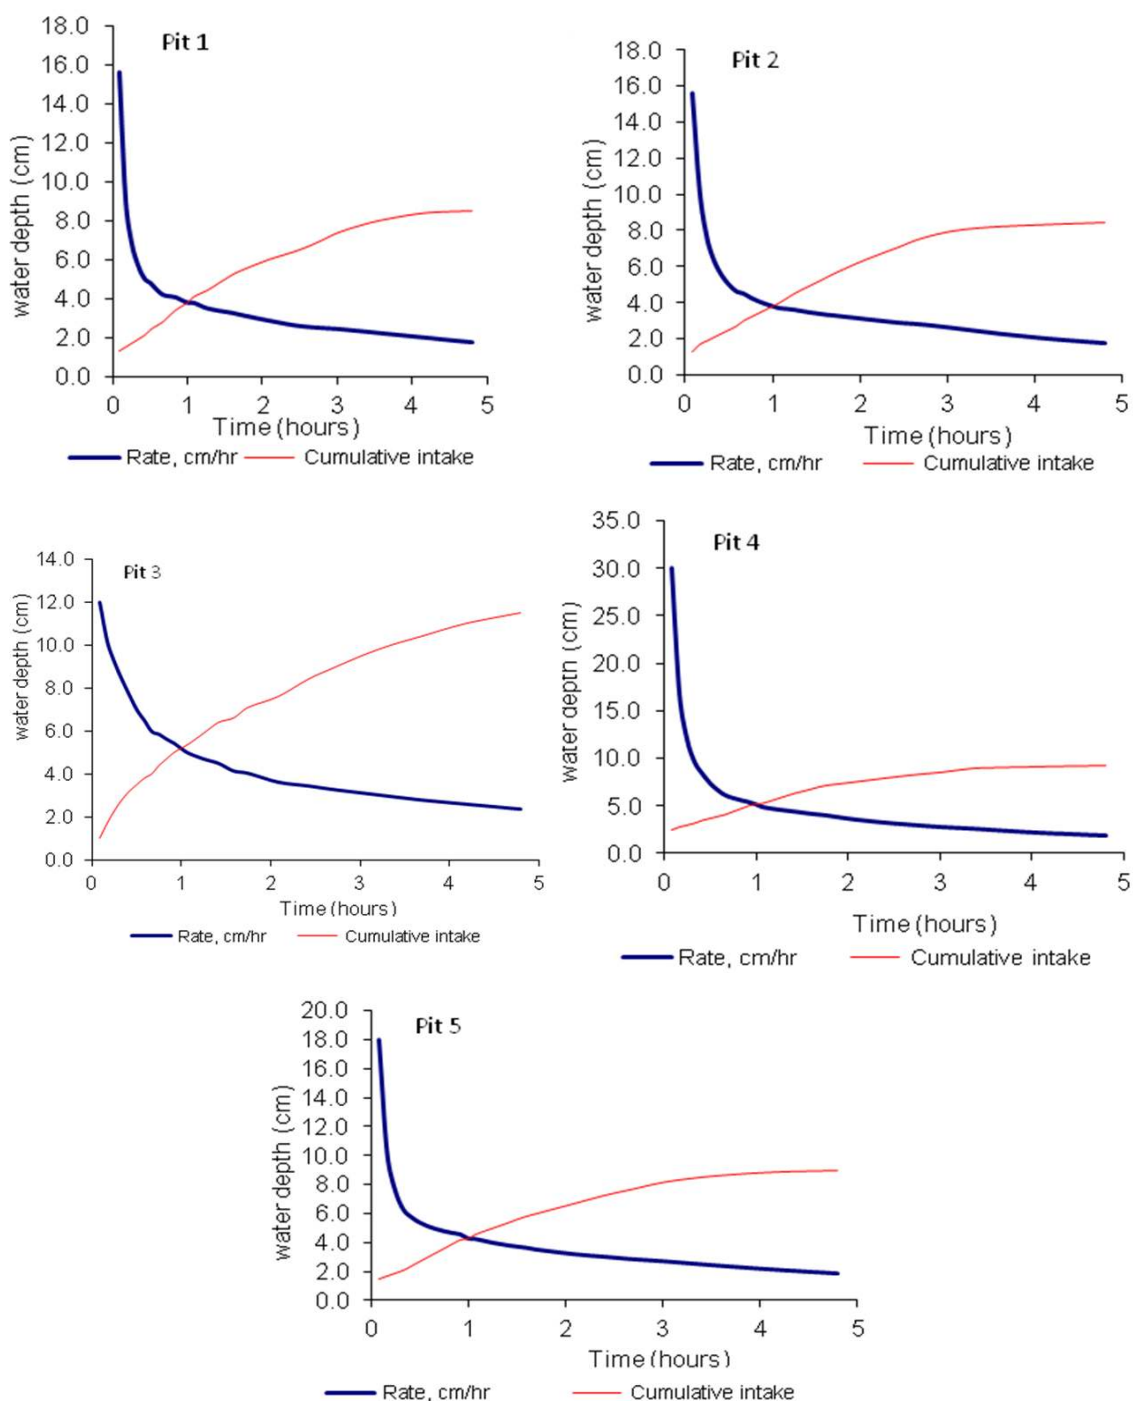 Pit 1
18.0
16.0
14.0
12.0
10.0
8.0
6.0
4.0
2.0
0.0
water depth (cm)
0 1 2 3 4 5
Time (hours)
Rate, cm/hr Cumulative intake
Pit 2
18.0
16.0
14.0
12.0
10.0
8.0
6.0
4.0
2.0
0.0
water depth (cm)
0 1 2 3 4 5
Time (hours)
Rate, cm/hr Cumulative intake
Pit 3
14.0
12.0
10.0
8.0
6.0
4.0
2.0
0.0
water depth (cm)
0 1 2 3 4 5
Time (hours)
Rate, cm/hr Cumulative intake
Pit 4
35.0
30.0
25.0
20.0
15.0
10.0
5.0
0.0
water depth (cm)
0 1 2 3 4 5
Time (hours)
Rate, cm/hr Cumulative intake
Pit 5
20.0
18.0
16.0
14.0
12.0
10.0
8.0
6.0
4.0
2.0
0.0
water depth (cm)
0 1 2 3 4 5
Time (hours)
Rate, cm/hr Cumulative intake